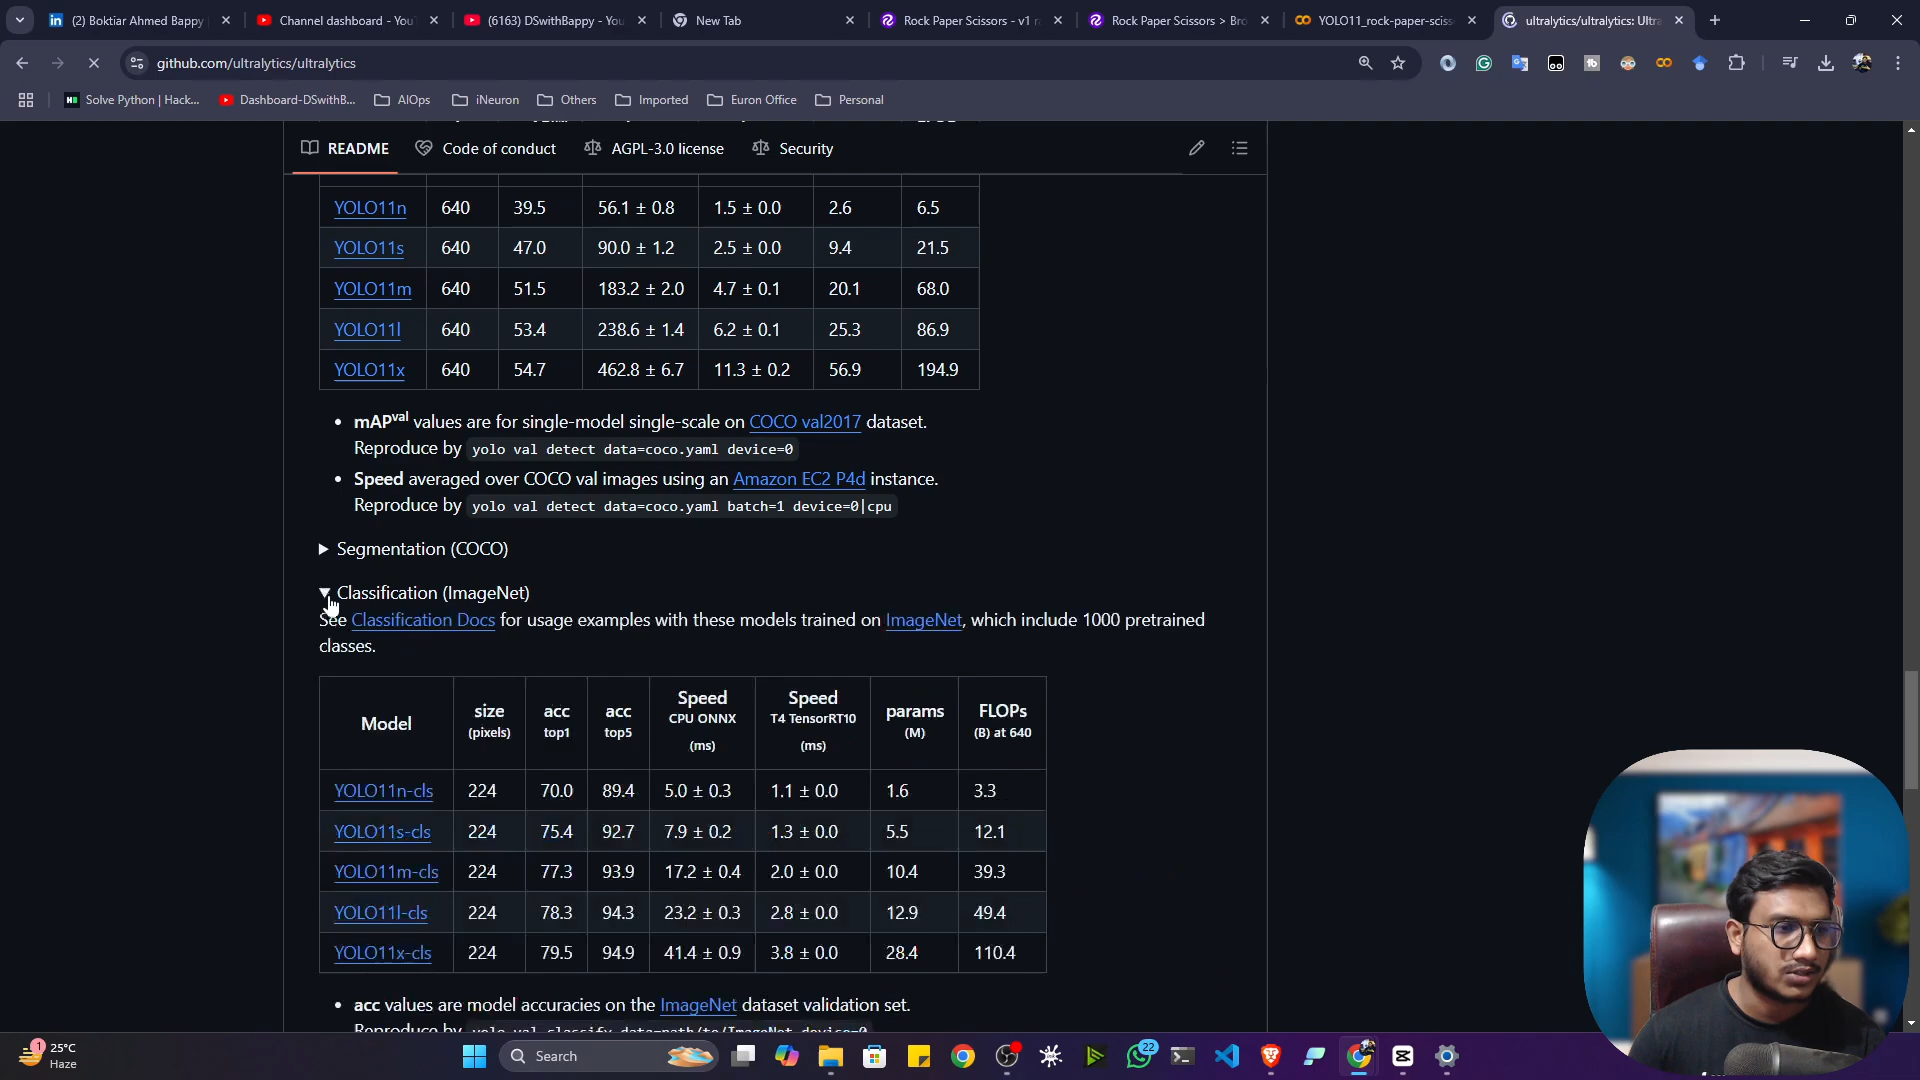 (2) Boktiar Ahmed Bappy
Channel dashboard - You
(6163) DSwithBappy - You
New Tab
Rock Paper Scissors - v1 r
Rock Paper Scissors > Bro
YOLO11_rock-paper-sciss
ultralytics/ultralytics: Ultra
github.com/ultralytics/ultralytics
Solve Python | Hack...
Dashboard-DSwithB...
AIOps
iNeuron
Others
Imported
Euron Office
Personal
README
Code of conduct
AGPL-3.0 license
Security
YOLO11n 640 39.5 56.1 ± 0.8 1.5 ± 0.0 2.6 6.5
YOLO11s 640 47.0 90.0 ± 1.2 2.5 ± 0.0 9.4 21.5
YOLO11m 640 51.5 183.2 ± 2.0 4.7 ± 0.1 20.1 68.0
YOLO11l 640 53.4 238.6 ± 1.4 6.2 ± 0.1 25.3 86.9
YOLO11x 640 54.7 462.8 ± 6.7 11.3 ± 0.2 56.9 194.9
• mAPval values are for single-model single-scale on COCO val2017 dataset.
Reproduce by yolo val detect data=coco.yaml device=0
• Speed averaged over COCO val images using an Amazon EC2 P4d instance.
Reproduce by yolo val detect data=coco.yaml batch=1 device=0|cpu
Segmentation (COCO)
Classification (ImageNet)
See Classification Docs for usage examples with these models trained on ImageNet, which include 1000 pretrained
classes.
Model size (pixels) acc top1 acc top5 Speed CPU ONNX (ms) Speed T4 TensorRT10 (ms) params (M) FLOPs (B) at 640
YOLO11n-cls 224 70.0 89.4 5.0 ± 0.3 1.1 ± 0.0 1.6 3.3
YOLO11s-cls 224 75.4 92.7 7.9 ± 0.2 1.3 ± 0.0 5.5 12.1
YOLO11m-cls 224 77.3 93.9 17.2 ± 0.4 2.0 ± 0.0 10.4 39.3
YOLO11l-cls 224 78.3 94.3 23.2 ± 0.3 2.8 ± 0.0 12.9 49.4
YOLO11x-cls 224 79.5 94.9 41.4 ± 0.9 3.8 ± 0.0 28.4 110.4
• acc values are model accuracies on the ImageNet dataset validation set.
Reproduce by yolo val classify data=path/to/ImageNet device=0
1
25°C
Haze
Search
22